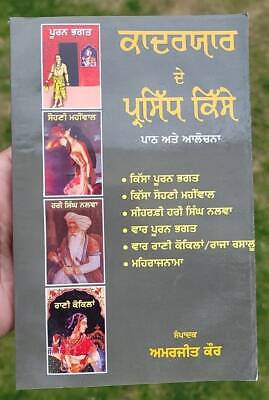 ਪੂਰਨ ਭਗਤ
ਸੋਹਣੀ ਮਹੀਂਵਾਲ
ਹਰੀ ਸਿੰਘ ਨਲਵਾ
ਰਾਣੀ ਕੋਕਿਲਾਂ
ਕਾਦਰਯਾਰ
ਦੇ
ਪ੍ਰਸਿੱਧ ਕਿੱਸੇ
ਪਾਠ ਅਤੇ ਆਲੋਚਨਾ
• ਕਿੱਸਾ ਪੂਰਨ ਭਗਤ
• ਕਿੱਸਾ ਸੋਹਣੀ ਮਹੀਂਵਾਲ
• ਸੀਹਰਫ਼ੀ ਹਰੀ ਸਿੰਘ ਨਲਵਾ
• ਵਾਰ ਪੂਰਨ ਭਗਤ
• ਵਾਰ ਰਾਣੀ ਕੋਕਿਲਾਂ/ਰਾਜਾ ਰਸਾਲੂ
• ਮਹਿਰਾਜਨਾਮਾ
ਸੰਪਾਦਕ
ਅਮਰਜੀਤ ਕੌਰ